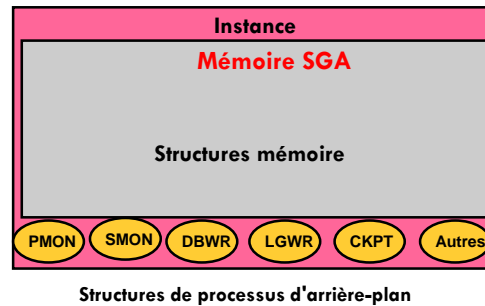 Instance
Mémoire SGA
Structures mémoire
PMON SMON DBWR LGWR CKPT Autres
Structures de processus d'arrière-plan